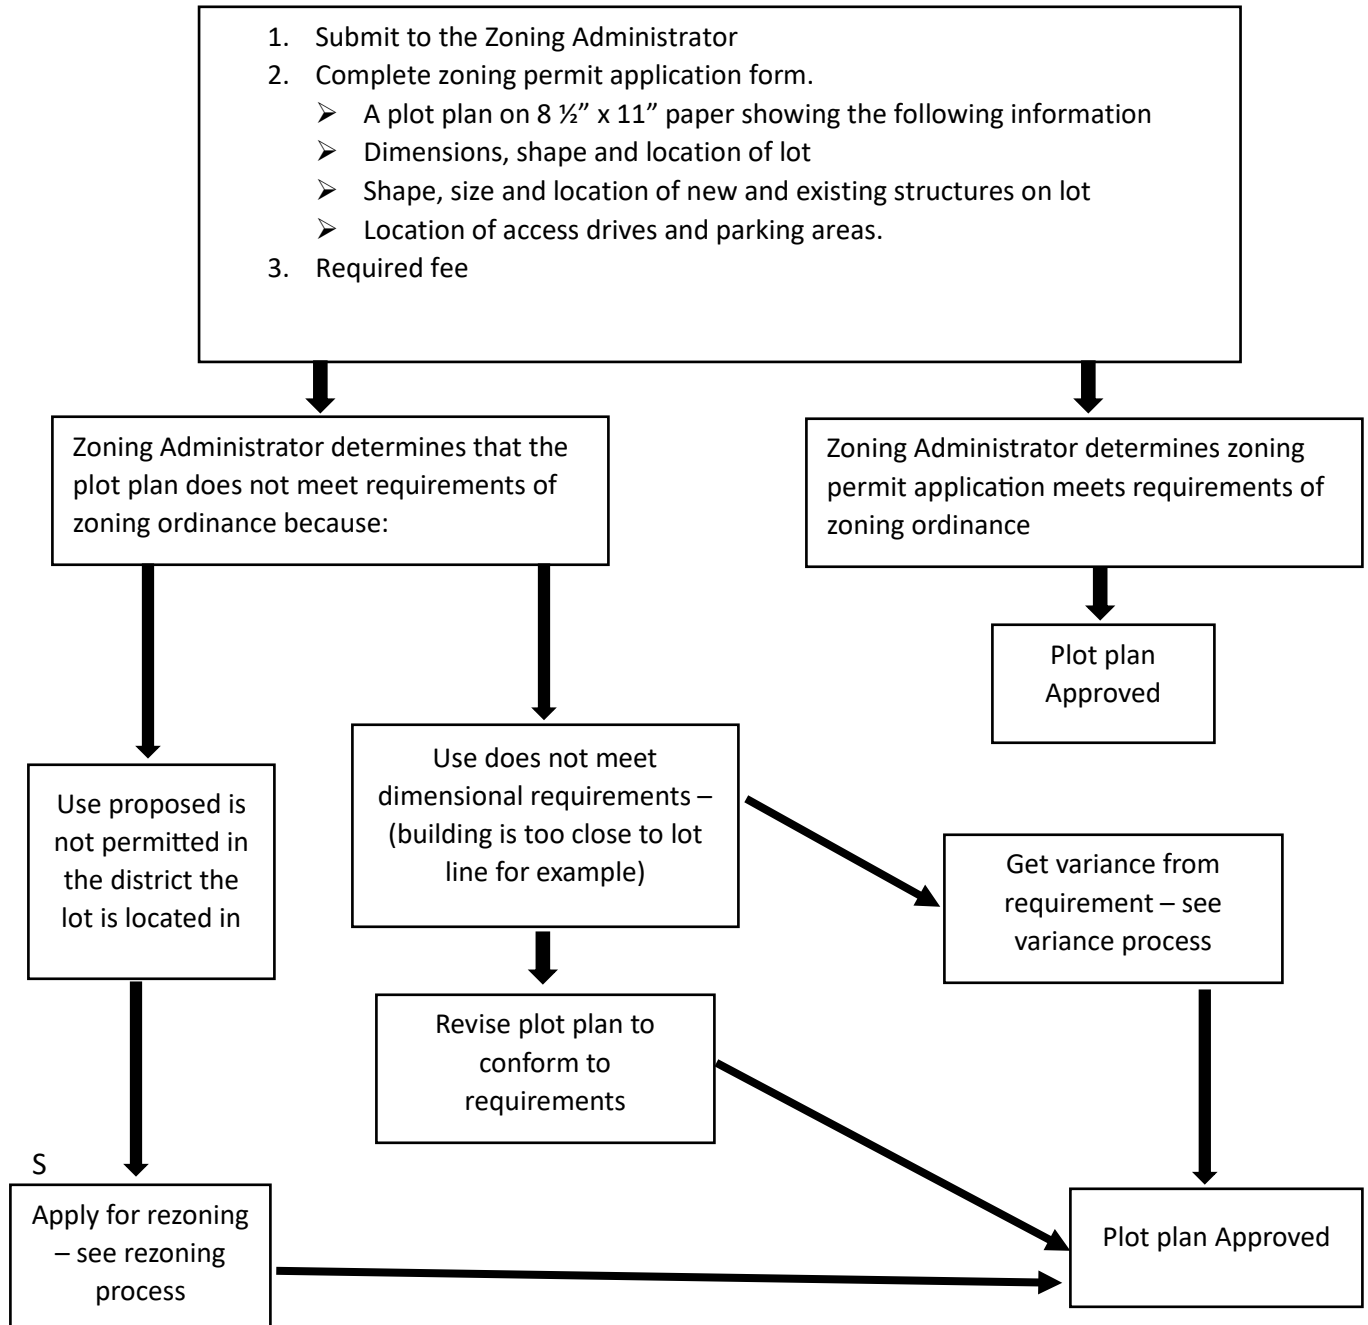 1. Submit to the Zoning Administrator
2. Complete zoning permit application form.
➢ A plot plan on 8 ½” x 11” paper showing the following information
➢ Dimensions, shape and location of lot
➢ Shape, size and location of new and existing structures on lot
➢ Location of access drives and parking areas.
3. Required fee
Zoning Administrator determines that the
plot plan does not meet requirements of
zoning ordinance because:
Zoning Administrator determines zoning
permit application meets requirements of
zoning ordinance
Plot plan
Approved
Use does not meet
dimensional requirements –
(building is too close to lot
line for example)
Use proposed is
not permitted in
the district the
lot is located in
Get variance from
requirement – see
variance process
Revise plot plan to
conform to
requirements
S
Apply for rezoning
– see rezoning
process
Plot plan Approved